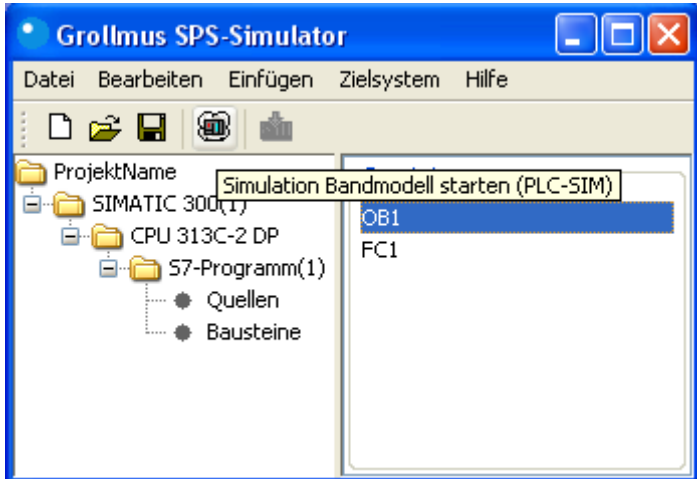 Grollmus SPS-Simulator
Datei Bearbeiten Einfügen Zielsystem Hilfe
ProjektName
Simulation Bandmodell starten (PLC-SIM)
SIMATIC 300(1)
OB1
CPU 313C-2 DP
FC1
S7-Programm(1)
Quellen
Bausteine